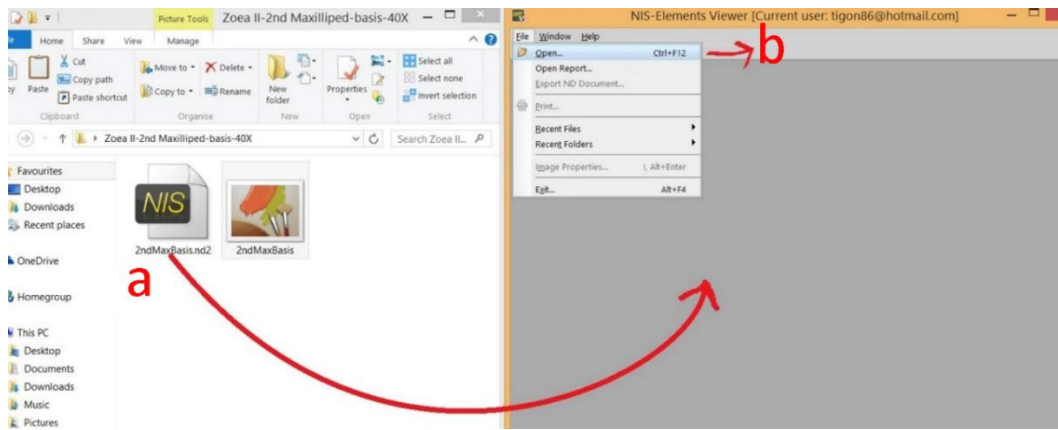 Picture Tools
Zoea II-2nd Maxilliped-basis-40X
Home Share View Manage
Cut
Copy path
Paste shortcut
Paste
Move to
Copy to
Delete
Rename
New folder
Properties
Select all
Select none
Invert selection
Clipboard Organise New Open Select
Zoea II-2nd Maxilliped-basis-40X
Search Zoea II...
Favourites
Desktop
Downloads
Recent places
OneDrive
Homegroup
This PC
Desktop
Documents
Downloads
Music
Pictures
NIS
2ndMaxBasis.nd2
2ndMaxBasis
a
NIS-Elements Viewer [Current user: tigon86@hotmail.com]
File Window Help
Open... Ctrl+F12
b
Open Report...
Export ND Document...
Print...
Recent Files
Recent Folders
Image Properties... Alt+Enter
Exit... Alt+F4